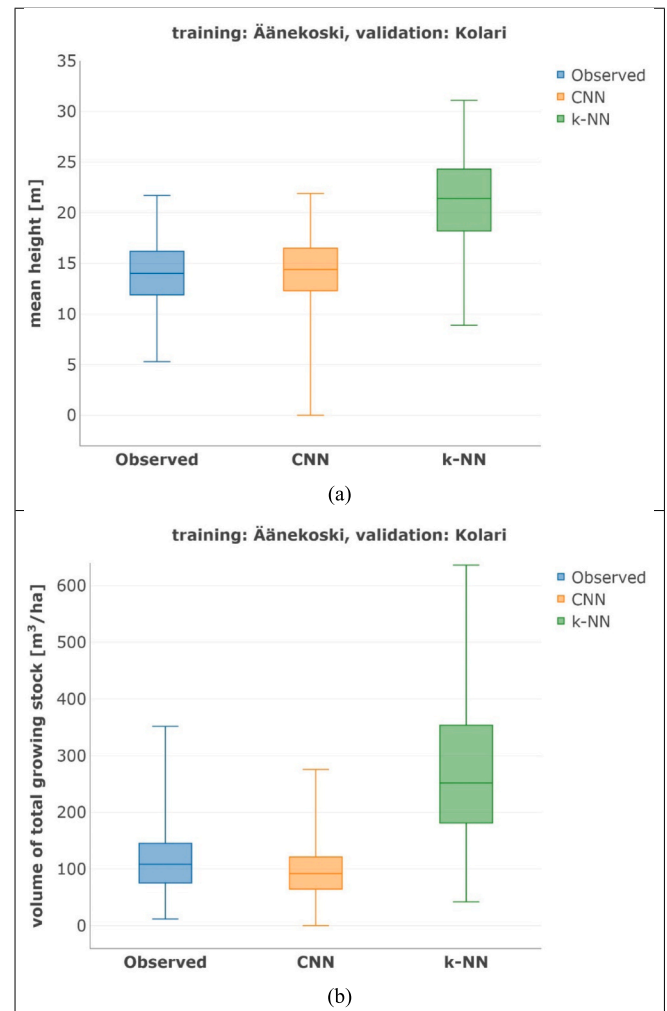 training: Äänekoski, validation: Kolari
35
30
25
20
15
10
5
0
mean height [m]
Observed
CNN
k-NN
Observed
CNN
k-NN
(a)
training: Äänekoski, validation: Kolari
600
500
400
300
200
100
0
volume of total growing stock [m³/ha]
Observed
CNN
k-NN
Observed
CNN
k-NN
(b)